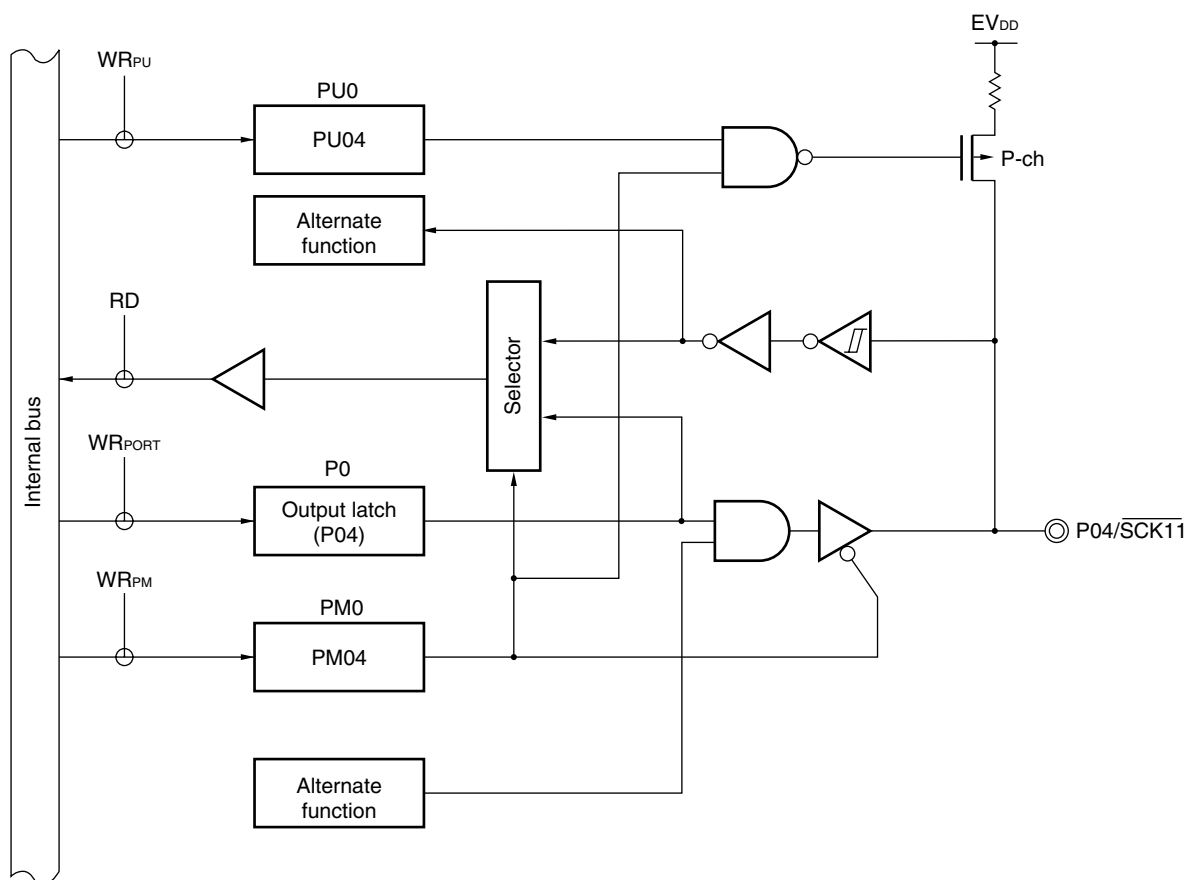 EVDD
WRPU
PU0
PU04
P-ch
Alternate
function
RD
Selector
Internal bus
WRPORT
P0
Output latch
(P04)
P04/SCK11
WRPM
PM0
PM04
Alternate
function